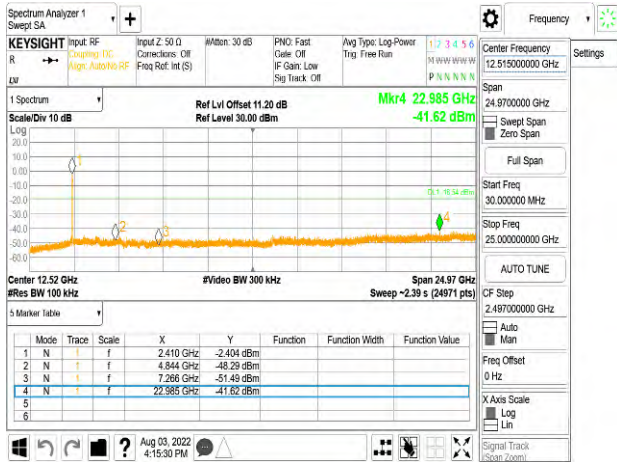 Spectrum Analyzer 1
Swept SA
Frequency
Settings
KEYSIGHT
R
Input: RF
Coupling: DC
Align: Auto/No RF
Input Z: 50 Ω
Corrections: Off
Freq Ref: Int (S)
#Atten: 30 dB
PNO: Fast
Gate: Off
IF Gain: Low
Sig Track: Off
Avg Type: Log-Power
Trig: Free Run
1 2 3 4 5 6
M W W W W W
P N N N N N
1 Spectrum
Scale/Div 10 dB
Ref Lvl Offset 11.20 dB
Ref Level 30.00 dBm
Mkr4 22.985 GHz
-41.62 dBm
Log
20.0
10.0
0.00
-10.0
-20.0
-30.0
-40.0
-50.0
-60.0
1
2
3
4
Center 12.52 GHz
#Res BW 100 kHz
#Video BW 300 kHz
Span 24.97 GHz
Sweep ~2.39 s (24971 pts)
5 Marker Table
Mode Trace Scale X Y Function Function Width Function Value
1 N 1 f 2.410 GHz -2.404 dBm
2 N 1 f 4.844 GHz -48.29 dBm
3 N 1 f 7.266 GHz -51.49 dBm
4 N 1 f 22.985 GHz -41.62 dBm
5
6
Aug 03, 2022
4:15:30 PM
Center Frequency
12.515000000 GHz
Span
24.9700000 GHz
Swept Span
Zero Span
Full Span
Start Freq
30.000000 MHz
Stop Freq
25.000000000 GHz
AUTO TUNE
CF Step
2.497000000 GHz
Auto
Man
Freq Offset
0 Hz
X Axis Scale
Log
Lin
Signal Track
(Span Zoom)